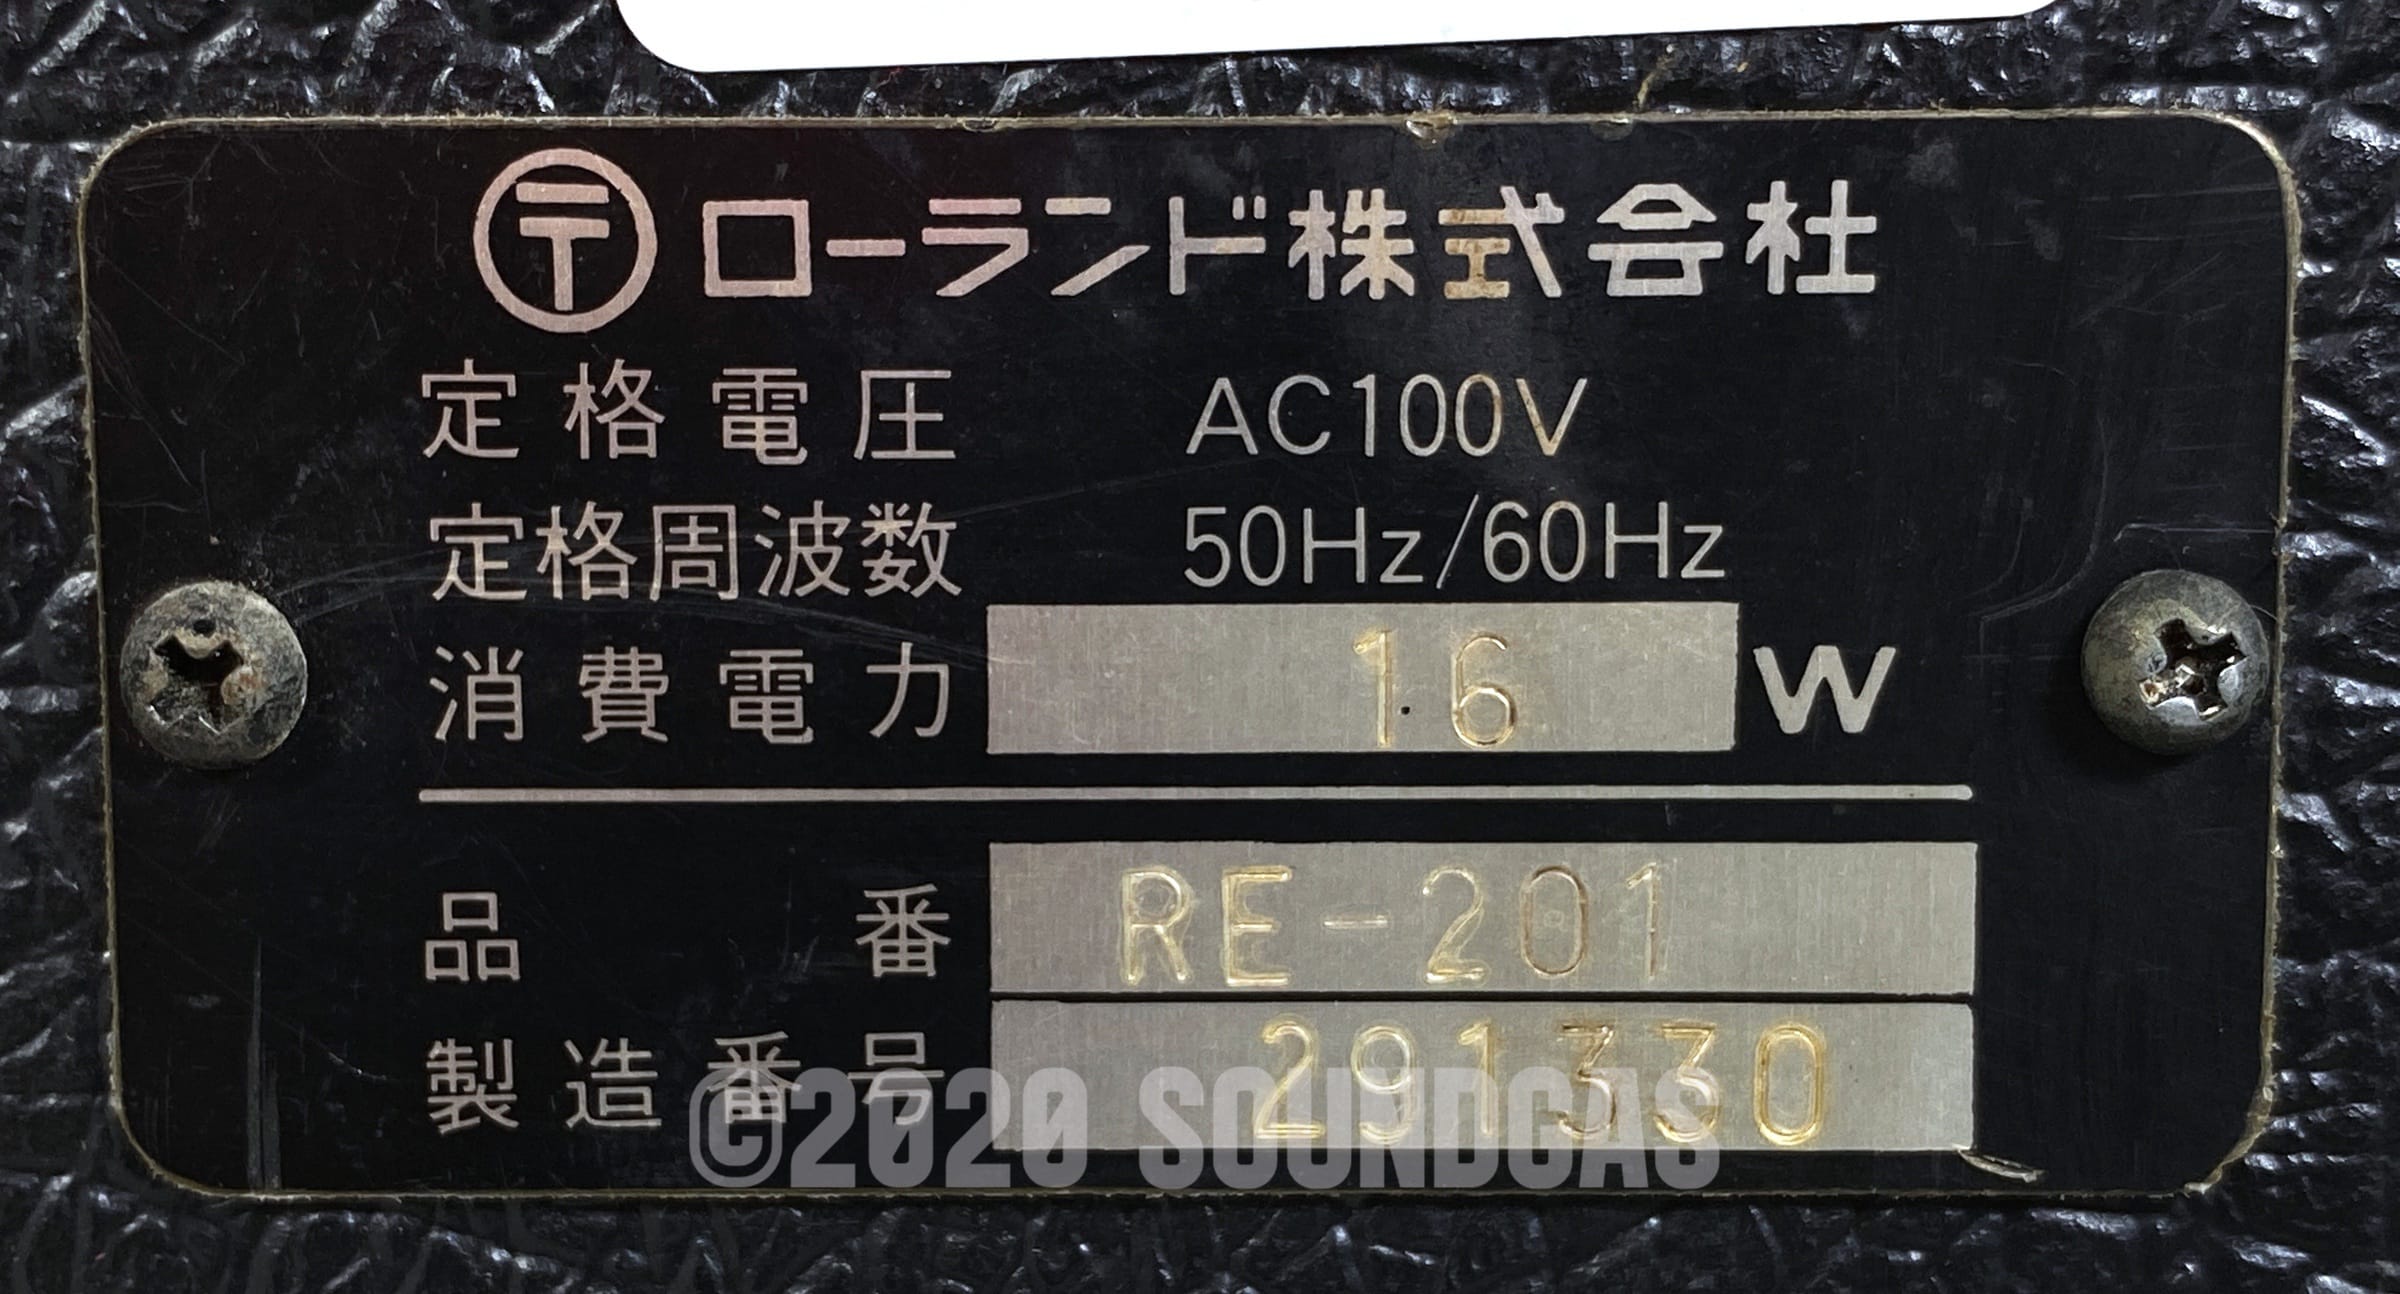 〒 ローランド株式会社
定格電圧 AC100V
定格周波数 50Hz/60Hz
消費電力 16 W
品番 RE-201
製造番号 291330
©2020 SOUNDGAS